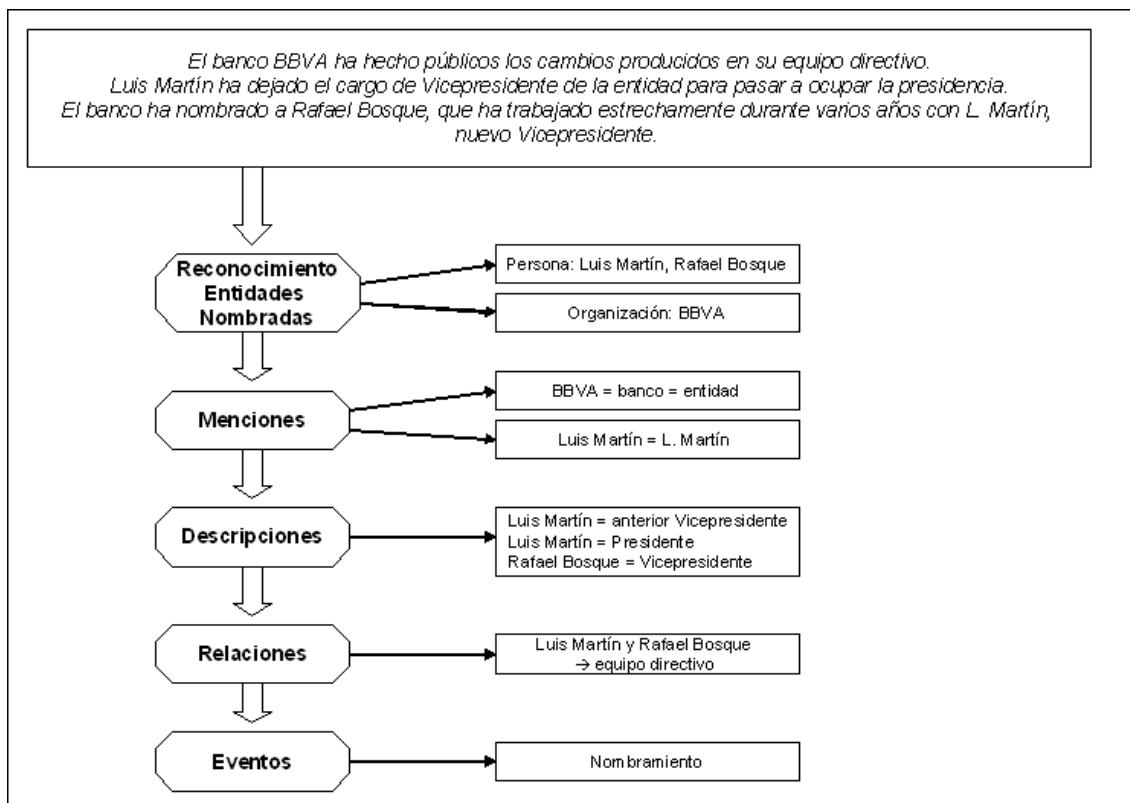 El banco BBVA ha hecho públicos los cambios producidos en su equipo directivo.
Luis Martín ha dejado el cargo de Vicepresidente de la entidad para pasar a ocupar la presidencia.
El banco ha nombrado a Rafael Bosque, que ha trabajado estrechamente durante varios años con L. Martín,
nuevo Vicepresidente.
Reconocimiento
Entidades
Nombradas
Persona: Luis Martín, Rafael Bosque
Organización: BBVA
Menciones
BBVA = banco = entidad
Luis Martín = L. Martín
Descripciones
Luis Martín = anterior Vicepresidente
Luis Martín = Presidente
Rafael Bosque = Vicepresidente
Relaciones
Luis Martín y Rafael Bosque
→ equipo directivo
Eventos
Nombramiento